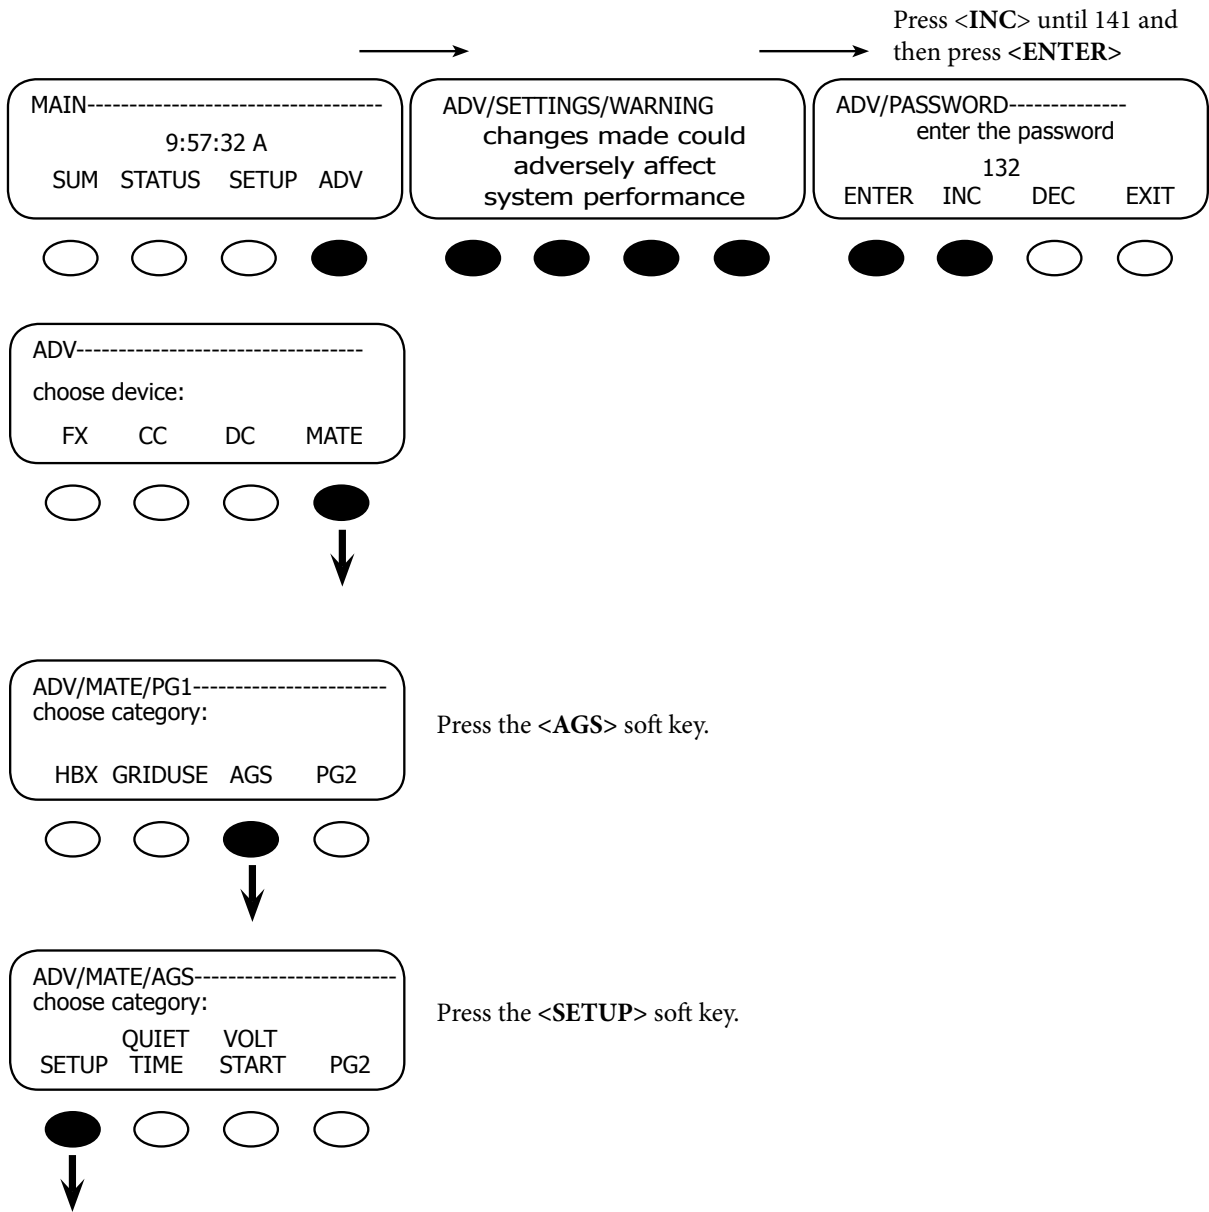 Press <INC> until 141 and
then press <ENTER>
MAIN-----------------------------------
9:57:32 A
SUM STATUS SETUP ADV
ADV/SETTINGS/WARNING
changes made could
adversely affect
system performance
ADV/PASSWORD--------------
enter the password
132
ENTER INC DEC EXIT
ADV----------------------------------
choose device:
FX CC DC MATE
ADV/MATE/PG1-----------------------
choose category:
HBX GRIDUSE AGS PG2
Press the <AGS> soft key.
ADV/MATE/AGS------------------------
choose category:
QUIET VOLT
SETUP TIME START PG2
Press the <SETUP> soft key.